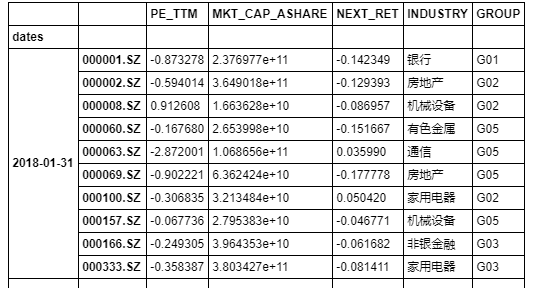 PE_TTM MKT_CAP_ASHARE NEXT_RET INDUSTRY GROUP
dates
000001.SZ -0.873278 2.376977e+11 -0.142349 银行 G01
000002.SZ -0.594014 3.649018e+11 -0.129393 房地产 G02
000008.SZ 0.912608 1.663628e+10 -0.086957 机械设备 G02
000060.SZ -0.167680 2.653998e+10 -0.151667 有色金属 G05
000063.SZ -2.872001 1.068656e+11 0.035990 通信 G05
2018-01-31
000069.SZ -0.902221 6.362424e+10 -0.177778 房地产 G05
000100.SZ -0.306835 3.213484e+10 0.050420 家用电器 G02
000157.SZ -0.067736 2.795383e+10 -0.046771 机械设备 G05
000166.SZ -0.249305 3.964353e+10 -0.061682 非银金融 G03
000333.SZ -0.358387 3.803427e+11 -0.081411 家用电器 G03